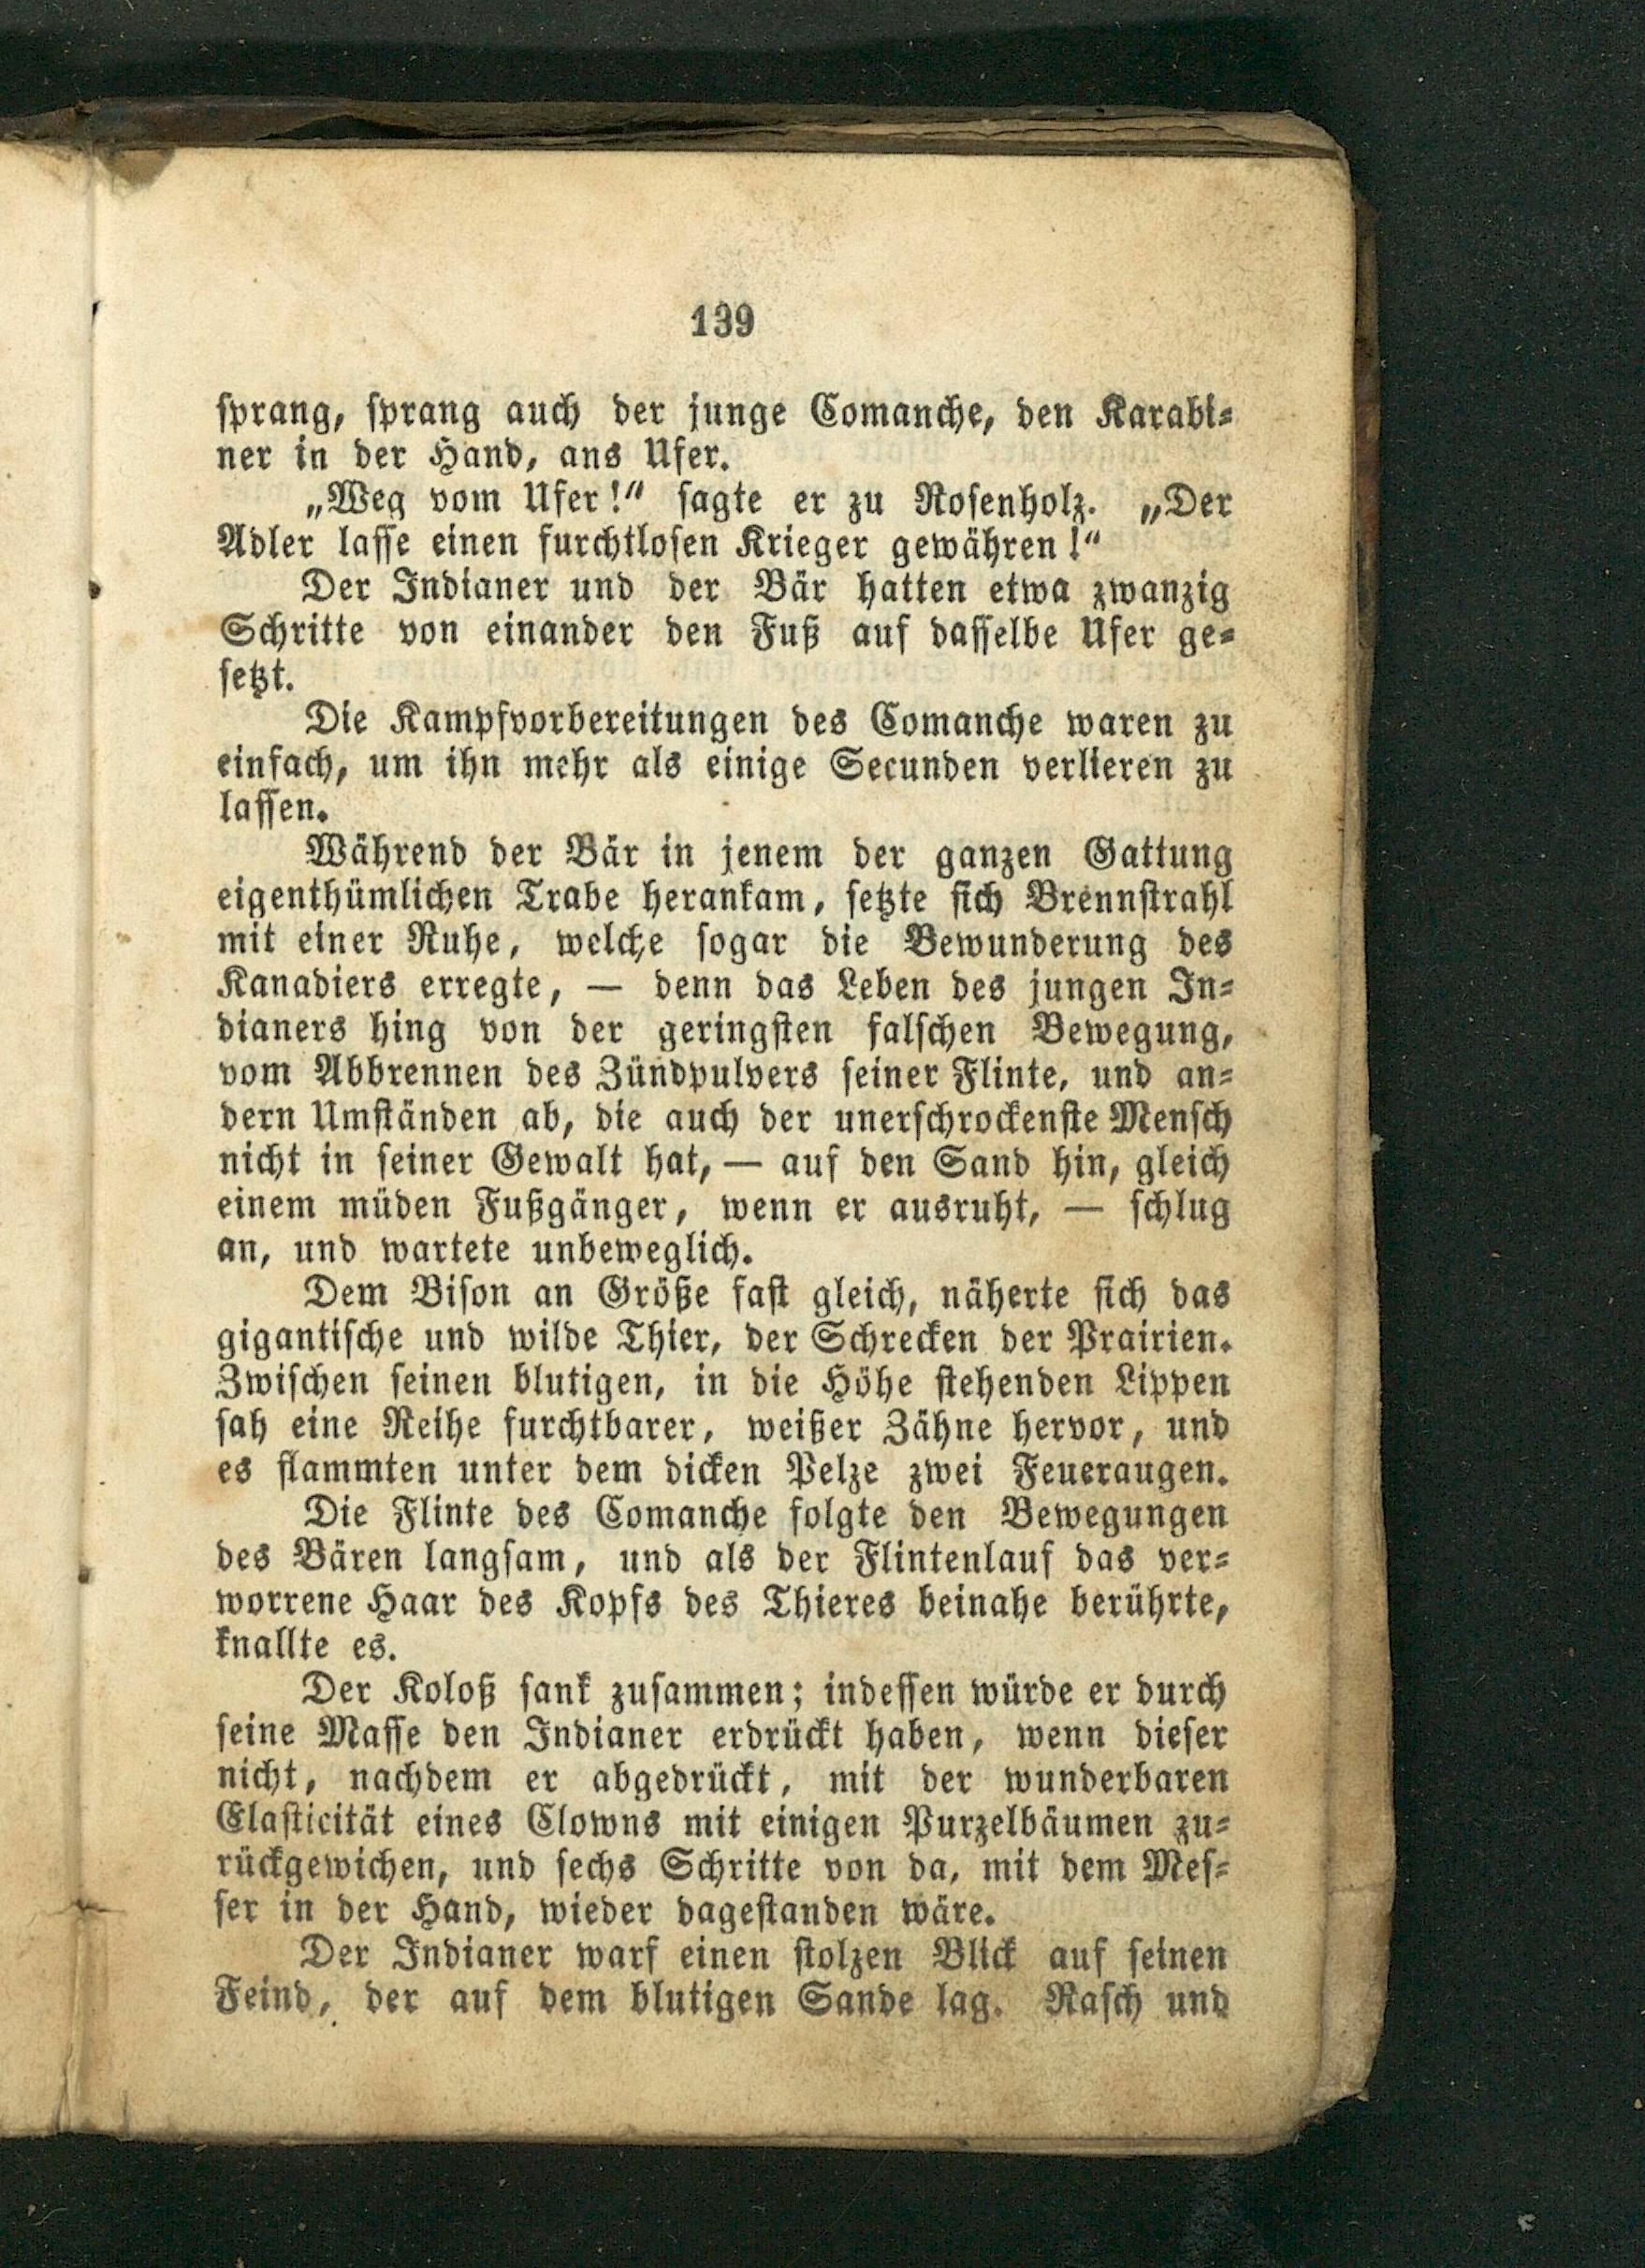 139
sprang, sprang auch der junge Comanche, den Karabi-
ner in der Hand, ans Ufer.
„Weg vom Ufer!“ sagte er zu Rosenholz. „Der
Adler lasse einen furchtlosen Krieger gewähren!“
Der Indianer und der Bär hatten etwa zwanzig
Schritte von einander den Fuß auf dasselbe Ufer ge-
setzt.
Die Kampfvorbereitungen des Comanche waren zu
einfach, um ihn mehr als einige Secunden verlieren zu
lassen.
Während der Bär in jenem der ganzen Gattung
eigenthümlichen Trabe herankam, setzte sich Brennstrahl
mit einer Ruhe, welche sogar die Bewunderung des
Kanadiers erregte, — denn das Leben des jungen In-
dianers hing von der geringsten falschen Bewegung,
vom Abbrennen des Zündpulvers seiner Flinte, und an-
dern Umständen ab, die auch der unerschrockenste Mensch
nicht in seiner Gewalt hat, — auf den Sand hin, gleich
einem müden Fußgänger, wenn er ausruht, — schlug
an, und wartete unbeweglich.
Dem Bison an Größe fast gleich, näherte sich das
gigantische und wilde Thier, der Schrecken der Prairien.
Zwischen seinen blutigen, in die Höhe stehenden Lippen
sah eine Reihe furchtbarer, weißer Zähne hervor, und
es flammten unter dem dicken Pelze zwei Feueraugen.
Die Flinte des Comanche folgte den Bewegungen
des Bären langsam, und als der Flintenlauf das ver-
worrene Haar des Kopfs des Thieres beinahe berührte,
knallte es.
Der Koloß sank zusammen; indessen würde er durch
seine Masse den Indianer erdrückt haben, wenn dieser
nicht, nachdem er abgedrückt, mit der wunderbaren
Elasticität eines Clowns mit einigen Purzelbäumen zu-
rückgewichen, und sechs Schritte von da, mit dem Mes-
ser in der Hand, wieder dagestanden wäre.
Der Indianer warf einen stolzen Blick auf seinen
Feind, der auf dem blutigen Sande lag. Rasch und